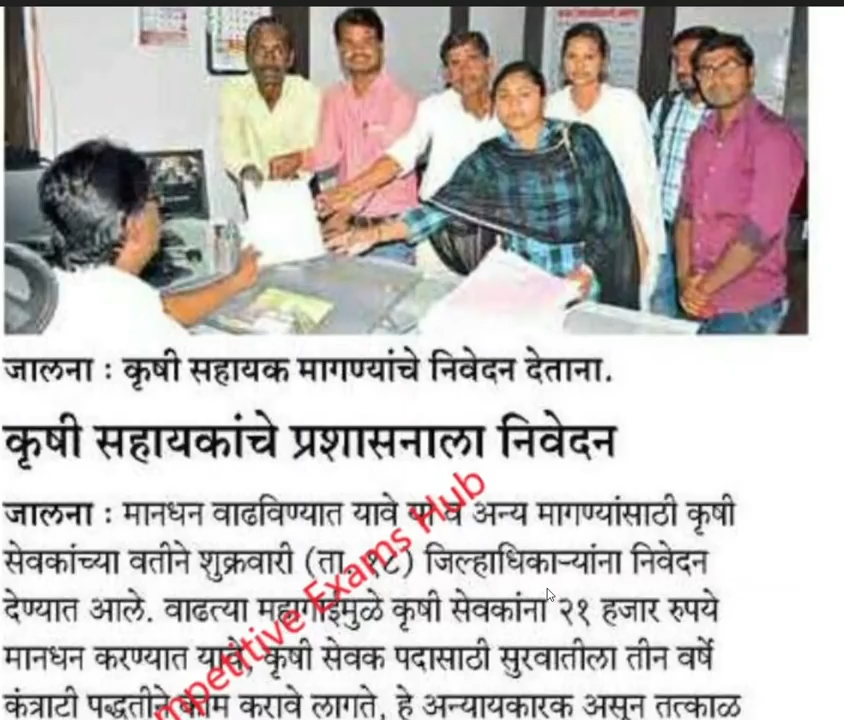 जालना : कृषी सहायक मागण्यांचे निवेदन देताना.
कृषी सहायकांचे प्रशासनाला निवेदन
जालना : मानधन वाढविण्यात यावे या व अन्य मागण्यांसाठी कृषी
सेवकांच्या वतीने शुक्रवारी (ता. १८) जिल्हाधिकाऱ्यांना निवेदन
देण्यात आले. वाढत्या महागाईमुळे कृषी सेवकांना २१ हजार रुपये
मानधन करण्यात यावे, कृषी सेवक पदासाठी सुरवातीला तीन वर्षे
कंत्राटी पद्धतीने काम करावे लागते, हे अन्यायकारक असून तत्काळ
mpetitive Exams Hub